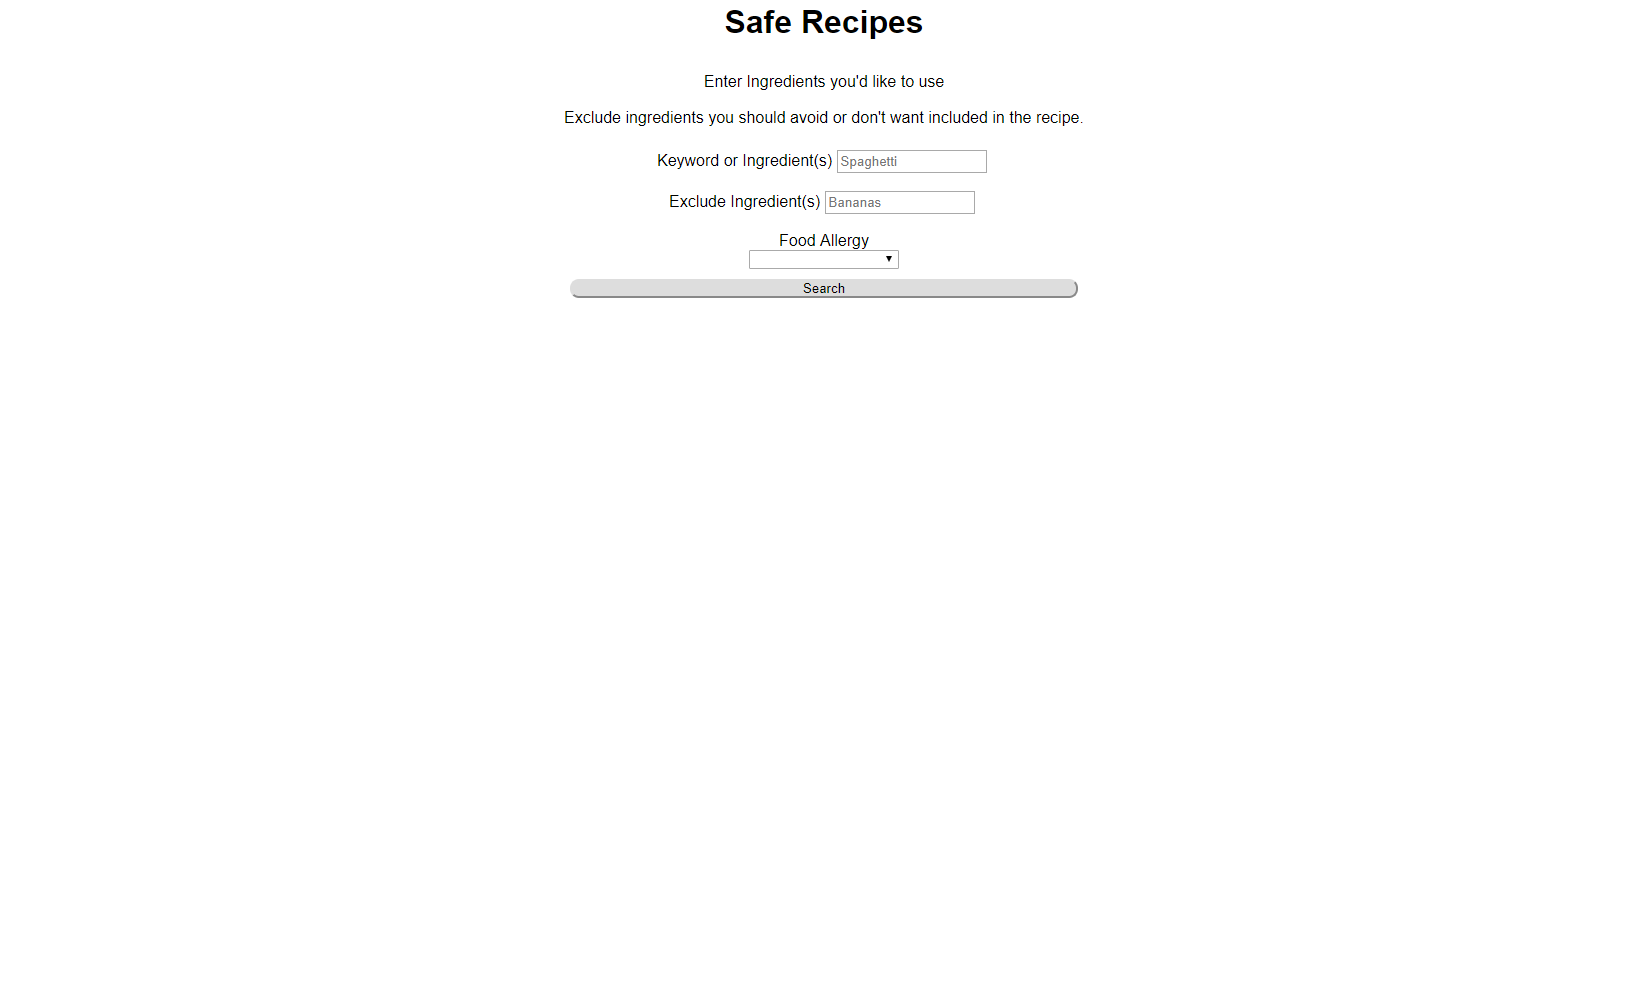 Safe Recipes
Enter Ingredients you'd like to use
Exclude ingredients you should avoid or don't want included in the recipe.
Keyword or Ingredient(s) Spaghetti
Exclude Ingredient(s) Bananas
Food Allergy
Search